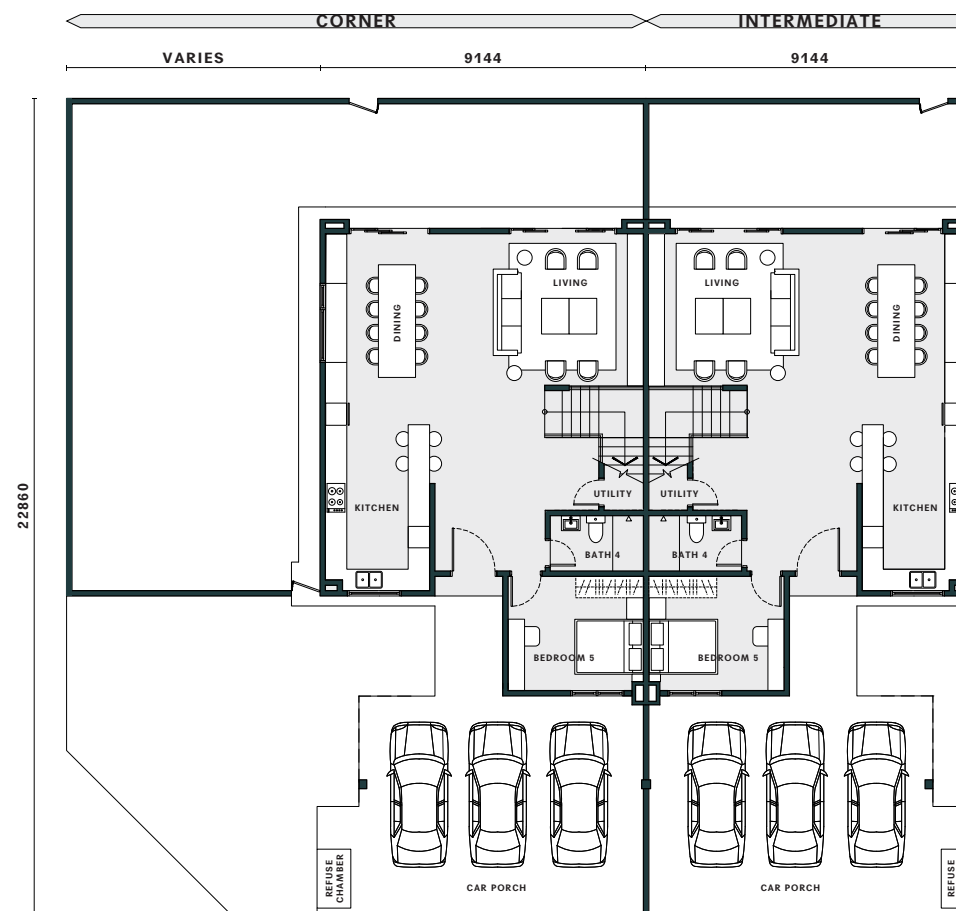 CORNER INTERMEDIATE
VARIES 9144 9144
22860
LIVING LIVING
DINING DINING
UTILITY UTILITY
KITCHEN KITCHEN
BATH 4 BATH 4
BEDROOM 5 BEDROOM 5
REFUSE
CHAMBER
REFUSE
CAR PORCH CAR PORCH